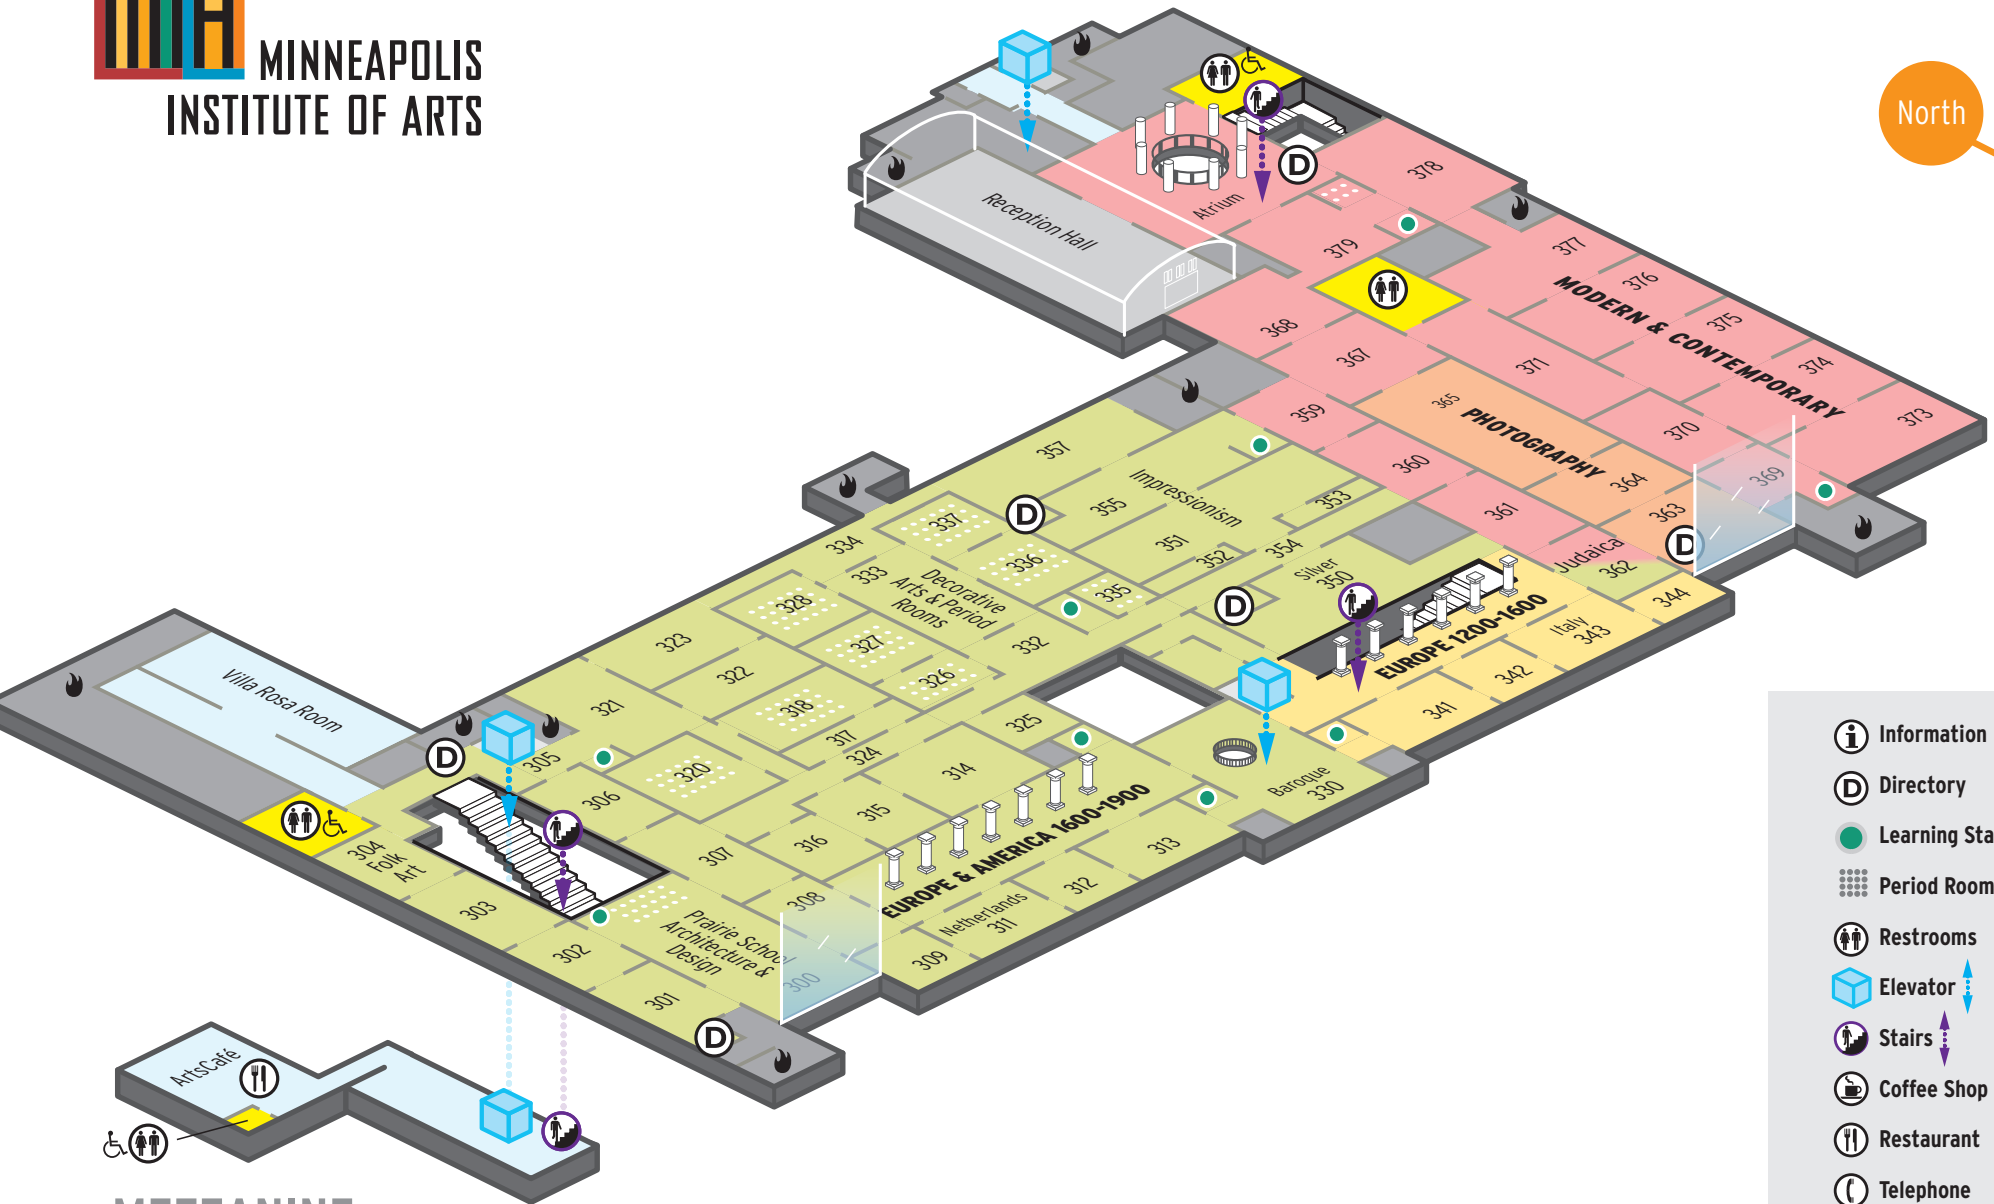 MINNEAPOLIS
INSTITUTE OF ARTS
North
Reception Hall
Atrium
D
378
379
377
376
375
374
373
MODERN & CONTEMPORARY
368
367
371
370
369
365
PHOTOGRAPHY
364
363
D
359
360
361
Judaica
362
344
357
Impressionism
355
353
351
352
354
Silver
350
D
D
337
336
335
334
333
Decorative
Arts & Period
Rooms
332
328
327
326
325
323
322
321
318
317
324
320
314
315
316
EUROPE 1200-1600
Italy
343
342
341
Baroque
330
Villa Rosa Room
D
305
306
307
308
304
Folk
Art
303
302
301
Prairie School
Architecture &
Design
300
EUROPE & AMERICA 1600-1900
313
312
Netherlands
311
309
D
ArtsCafé
Information
D Directory
Learning Sta
Period Room
Restrooms
Elevator
Stairs
Coffee Shop
Restaurant
Telephone